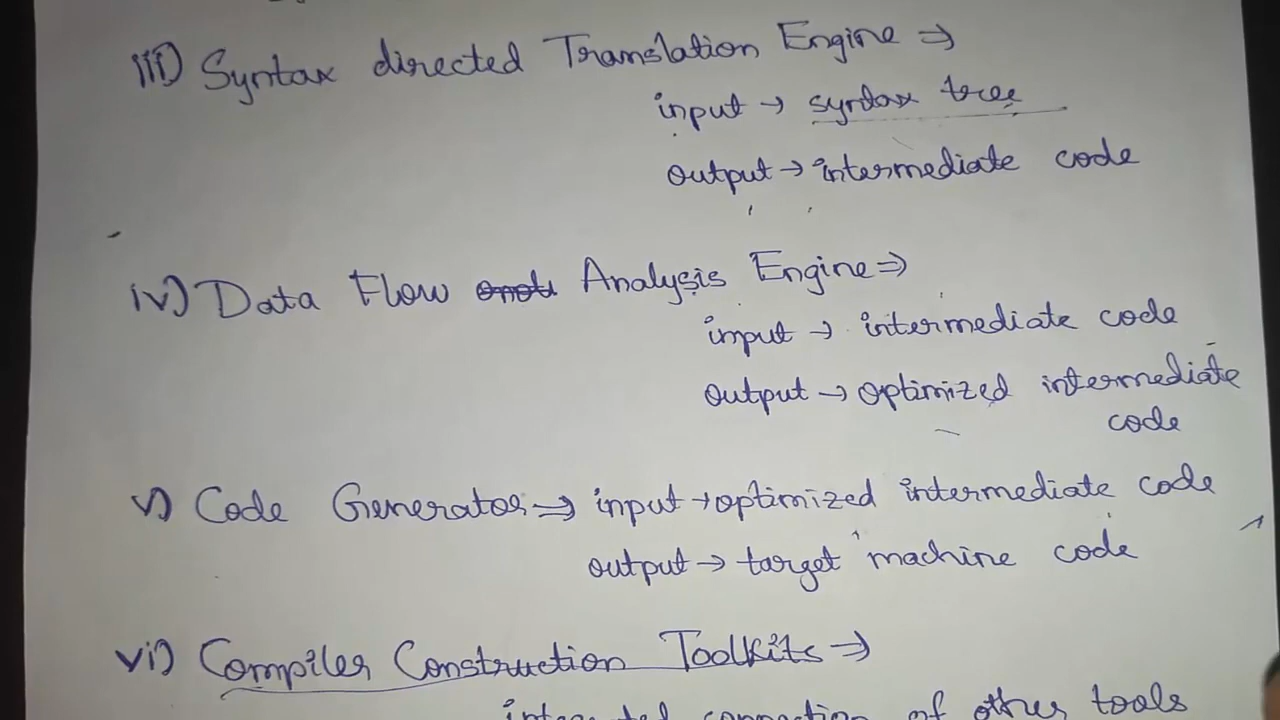 iii) Syntax directed Translation Engine ⇒
input → syntax tree
output → intermediate code
iv) Data Flow Analysis Engine ⇒
input → intermediate code
output → optimized intermediate
code
v) Code Generator ⇒ input → optimized intermediate code
output → target machine code
vi) Compiler Construction Toolkits ⇒
integrated connection of other tools